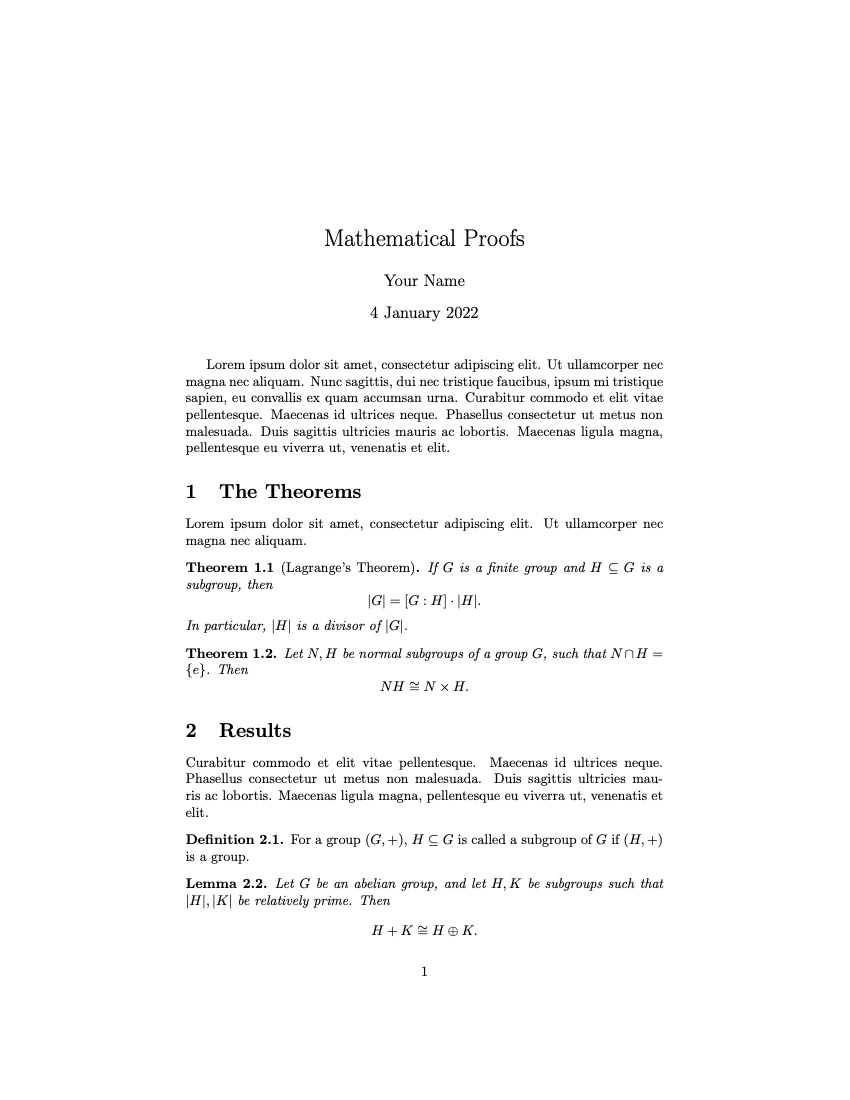 Mathematical Proofs
Your Name
4 January 2022
Lorem ipsum dolor sit amet, consectetur adipiscing elit. Ut ullamcorper nec
magna nec aliquam. Nunc sagittis, dui nec tristique faucibus, ipsum mi tristique
sapien, eu convallis ex quam accumsan urna. Curabitur commodo et elit vitae
pellentesque. Maecenas id ultrices neque. Phasellus consectetur ut metus non
malesuada. Duis sagittis ultricies mauris ac lobortis. Maecenas ligula magna,
pellentesque eu viverra ut, venenatis et elit.
1 The Theorems
Lorem ipsum dolor sit amet, consectetur adipiscing elit. Ut ullamcorper nec
magna nec aliquam.
Theorem 1.1 (Lagrange's Theorem). If G is a finite group and H ⊆ G is a
subgroup, then
|G| = [G : H] · |H|.
In particular, |H| is a divisor of |G|.
Theorem 1.2. Let N, H be normal subgroups of a group G, such that N ∩ H =
{e}. Then
NH ≅ N × H.
2 Results
Curabitur commodo et elit vitae pellentesque. Maecenas id ultrices neque.
Phasellus consectetur ut metus non malesuada. Duis sagittis ultricies mau-
ris ac lobortis. Maecenas ligula magna, pellentesque eu viverra ut, venenatis et
elit.
Definition 2.1. For a group (G, +), H ⊆ G is called a subgroup of G if (H, +)
is a group.
Lemma 2.2. Let G be an abelian group, and let H, K be subgroups such that
|H|, |K| be relatively prime. Then
H + K ≅ H ⊕ K.
1